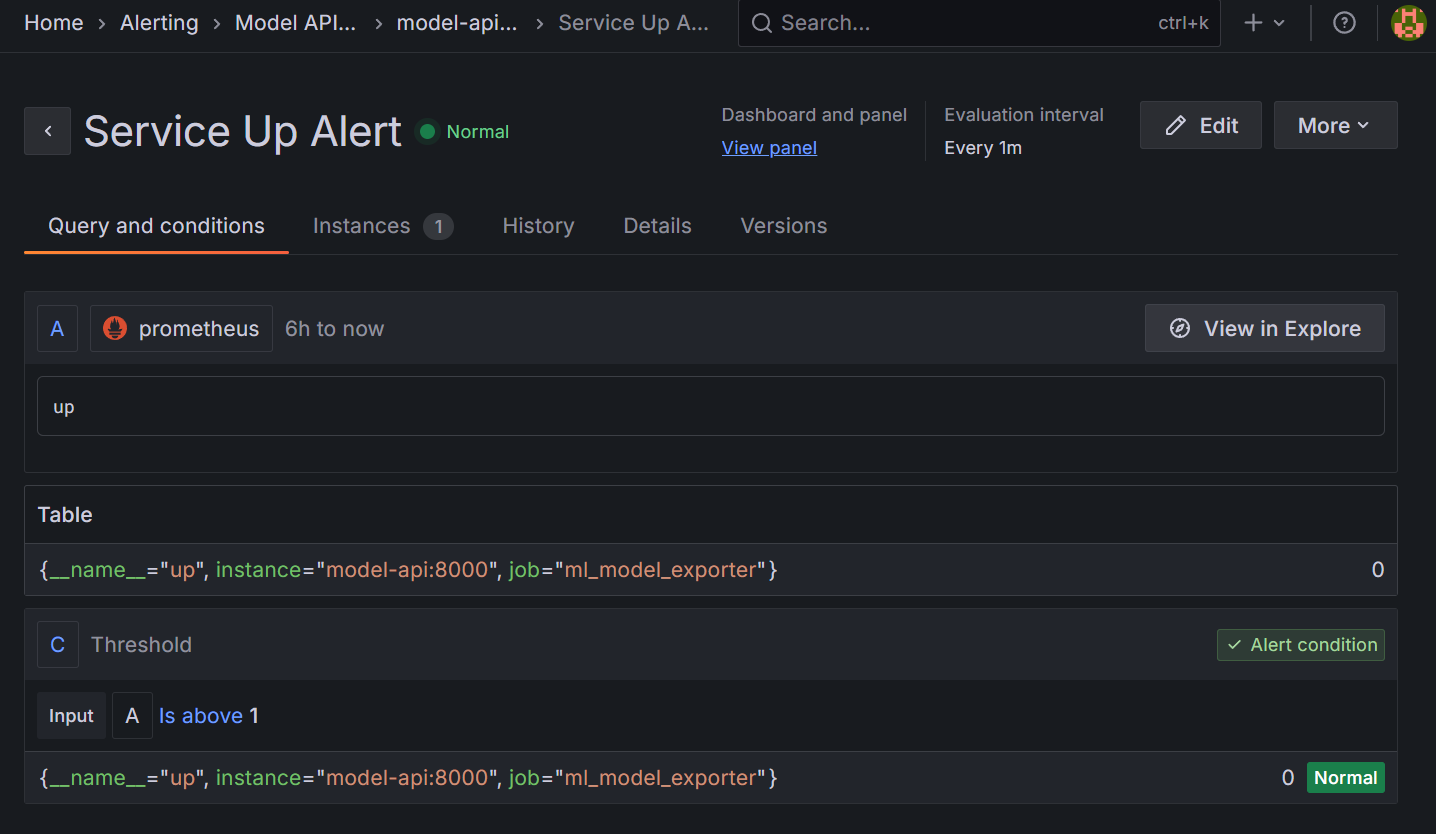 Home > Alerting > Model API... > model-api... > Service Up A... Search... ctrl+k
Service Up Alert Normal
Dashboard and panel
View panel
Evaluation interval
Every 1m
Edit
More
Query and conditions Instances 1 History Details Versions
A prometheus 6h to now View in Explore
up
Table
{__name__="up", instance="model-api:8000", job="ml_model_exporter"} 0
C Threshold Alert condition
Input A Is above 1
{__name__="up", instance="model-api:8000", job="ml_model_exporter"} 0 Normal